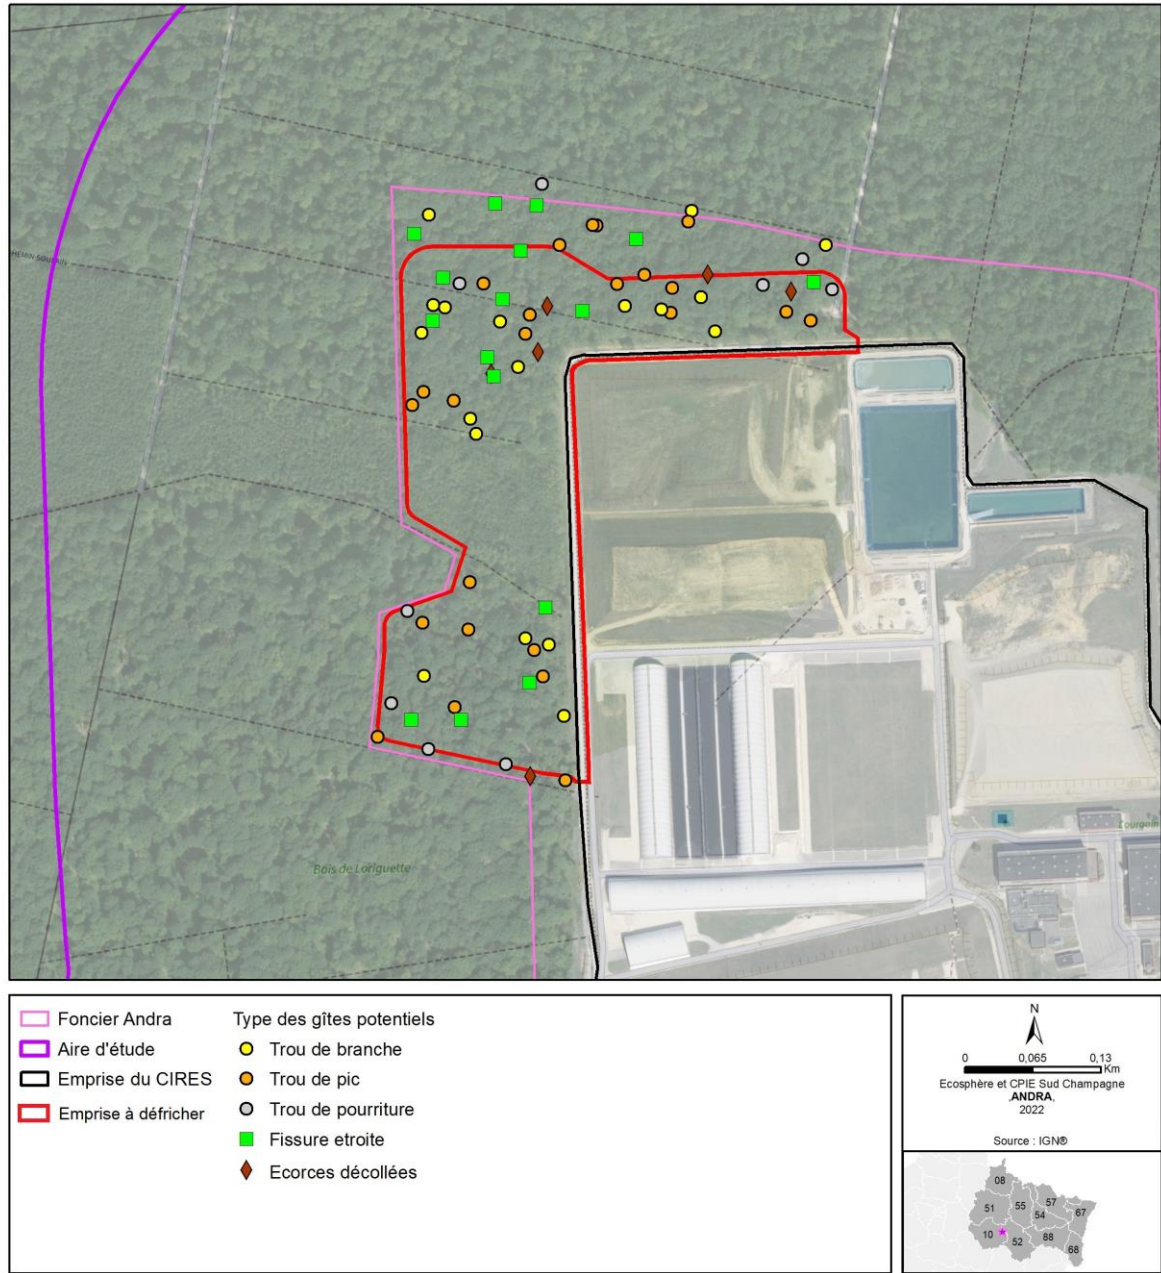 Bois de Loriguette
Foncier Andra
Aire d'étude
Emprise du CIRES
Emprise à défricher
Type des gîtes potentiels
Trou de branche
Trou de pic
Trou de pourriture
Fissure etroite
Ecorces décollées
N
0 0,065 0,13
Km
Ecosphère et CPIE Sud Champagne
,ANDRA,
2022
Source : IGN®
08
51 55 57
54 67
10 52 88
68